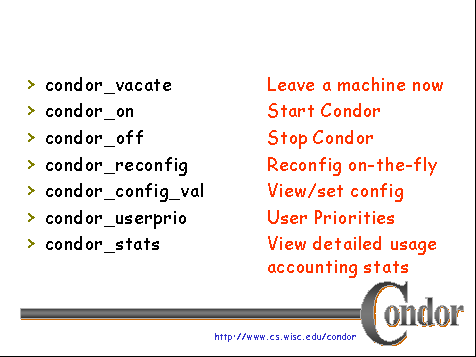 > condor_vacate Leave a machine now
> condor_on Start Condor
> condor_off Stop Condor
> condor_reconfig Reconfig on-the-fly
> condor_config_val View/set config
> condor_userprio User Priorities
> condor_stats View detailed usage
accounting stats
Condor
http://www.cs.wisc.edu/condor